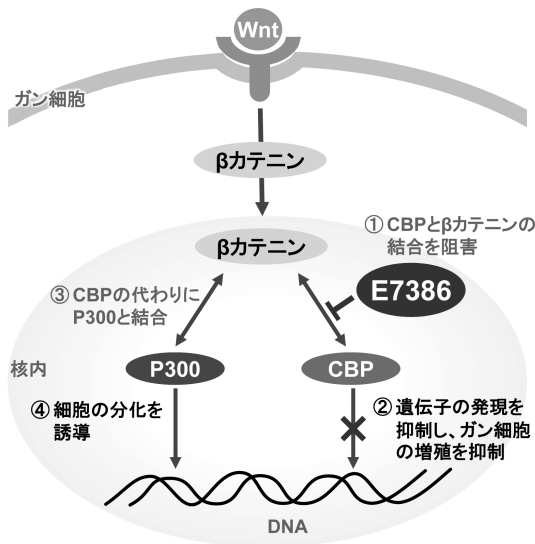 Wnt
ガン細胞
βカテニン
βカテニン
① CBPとβカテニンの
結合を阻害
E7386
③ CBPの代わりに
P300と結合
核内
P300
CBP
④ 細胞の分化を
誘導
② 遺伝子の発現を
抑制し、ガン細胞
の増殖を抑制
DNA